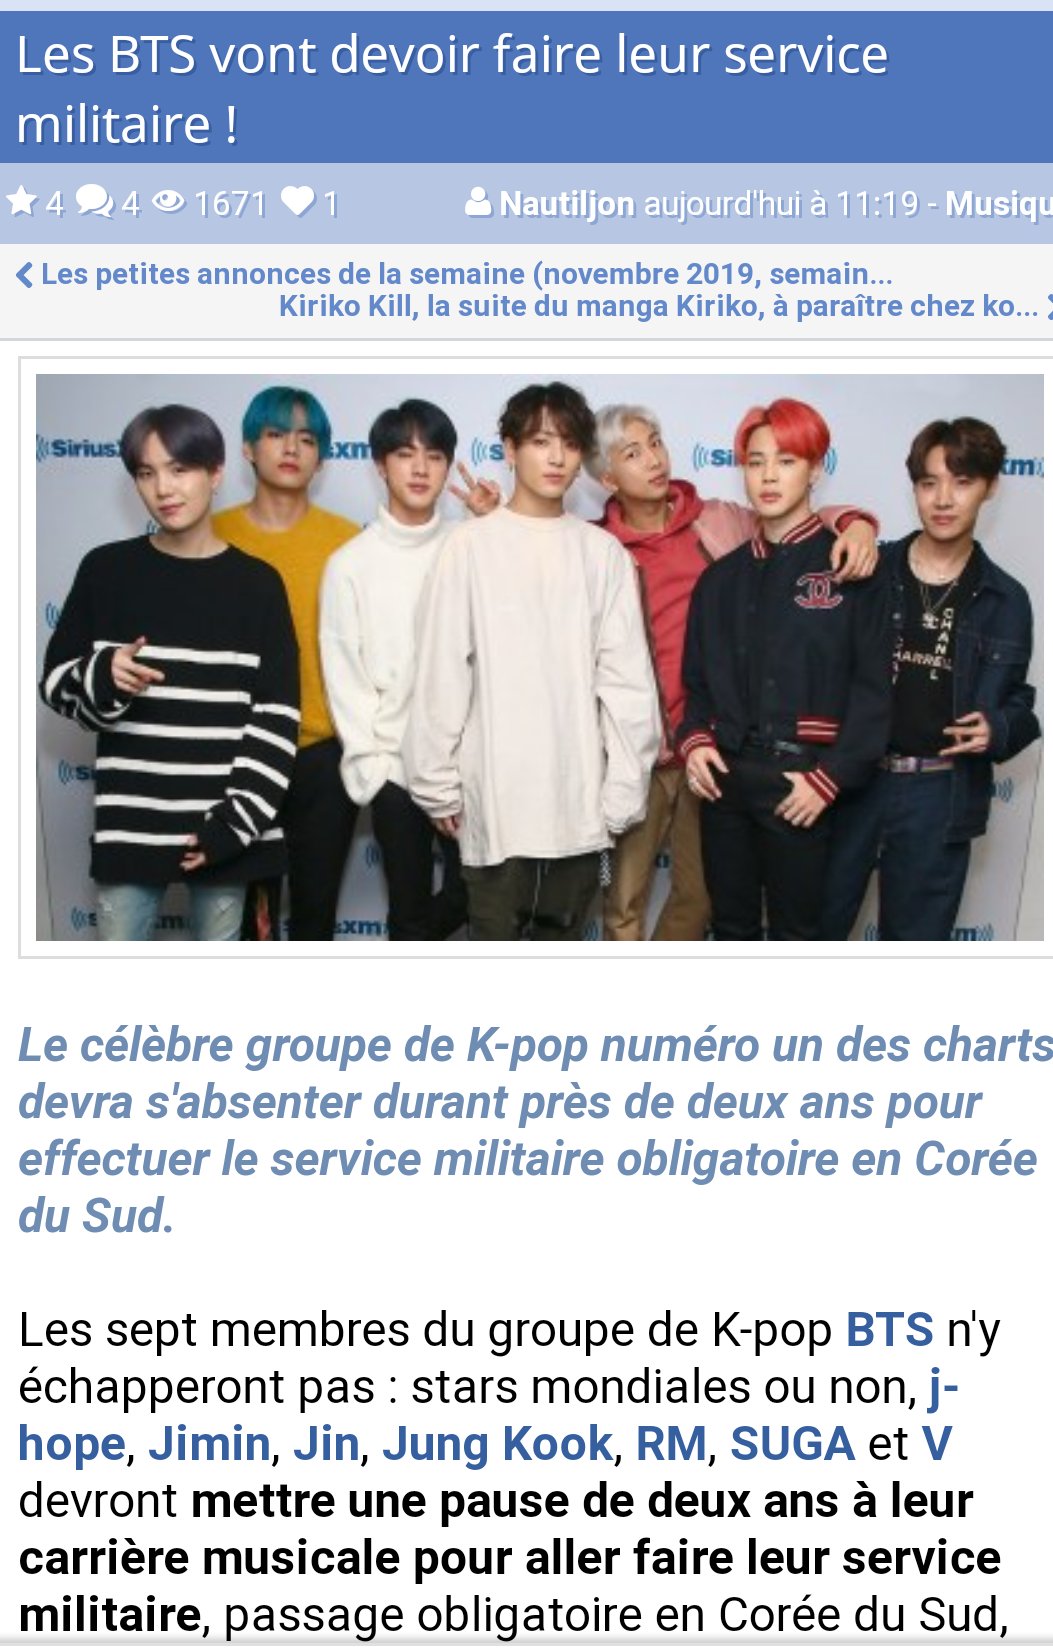 Les BTS vont devoir faire leur service
militaire !
4 4 1671 1 Nautiljon aujourd'hui à 11:19 - Musiqu
Les petites annonces de la semaine (novembre 2019, semain...
Kiriko Kill, la suite du manga Kiriko, à paraître chez ko...
Le célèbre groupe de K-pop numéro un des charts
devra s'absenter durant près de deux ans pour
effectuer le service militaire obligatoire en Corée
du Sud.
Les sept membres du groupe de K-pop BTS n'y
échapperont pas : stars mondiales ou non, j-
hope, Jimin, Jin, Jung Kook, RM, SUGA et V
devront mettre une pause de deux ans à leur
carrière musicale pour aller faire leur service
militaire, passage obligatoire en Corée du Sud,